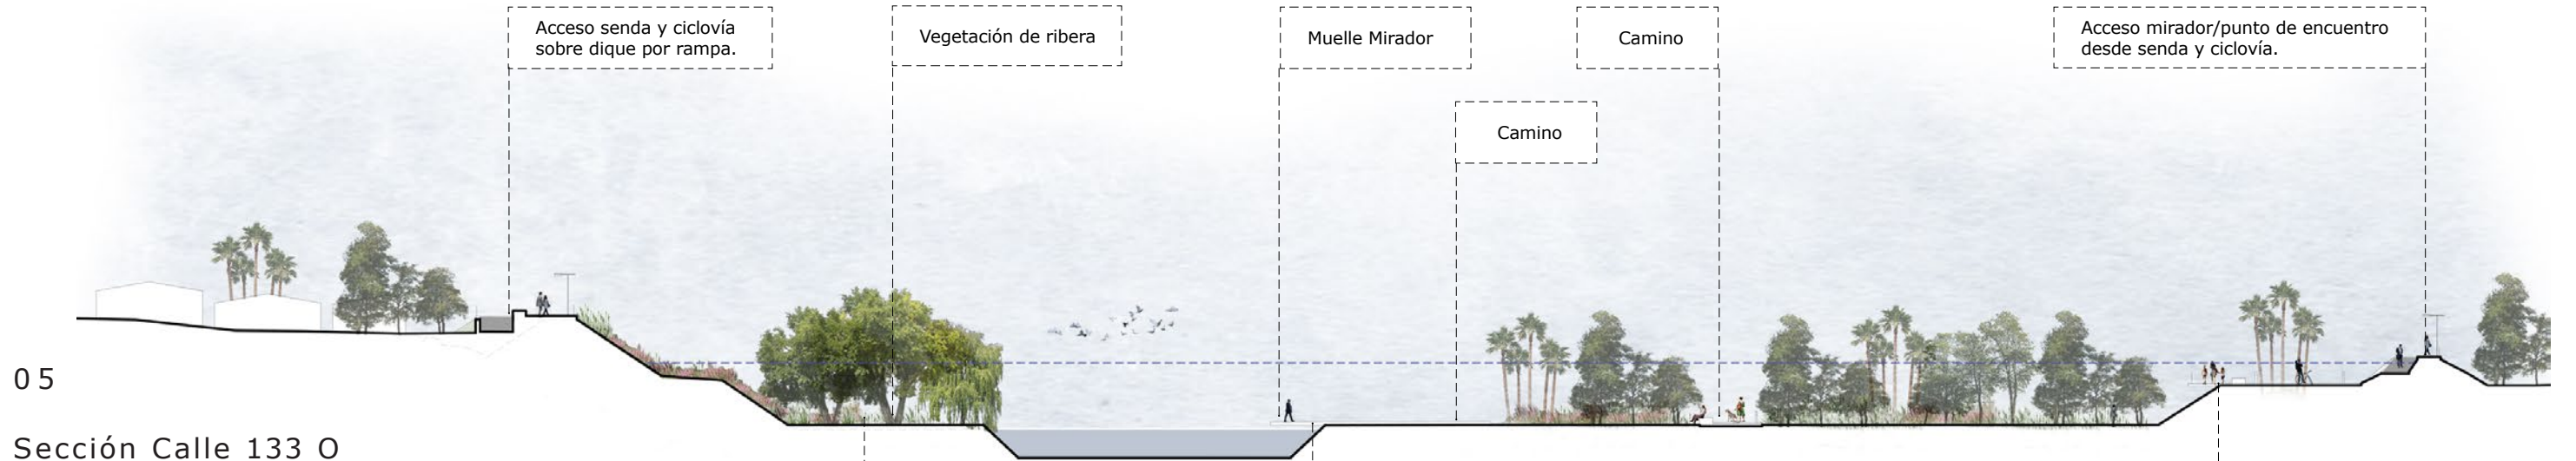 Acceso senda y ciclovía
sobre dique por rampa.
Vegetación de ribera
Muelle Mirador
Camino
Acceso mirador/punto de encuentro
desde senda y ciclovía.
Camino
05
Sección Calle 133 O